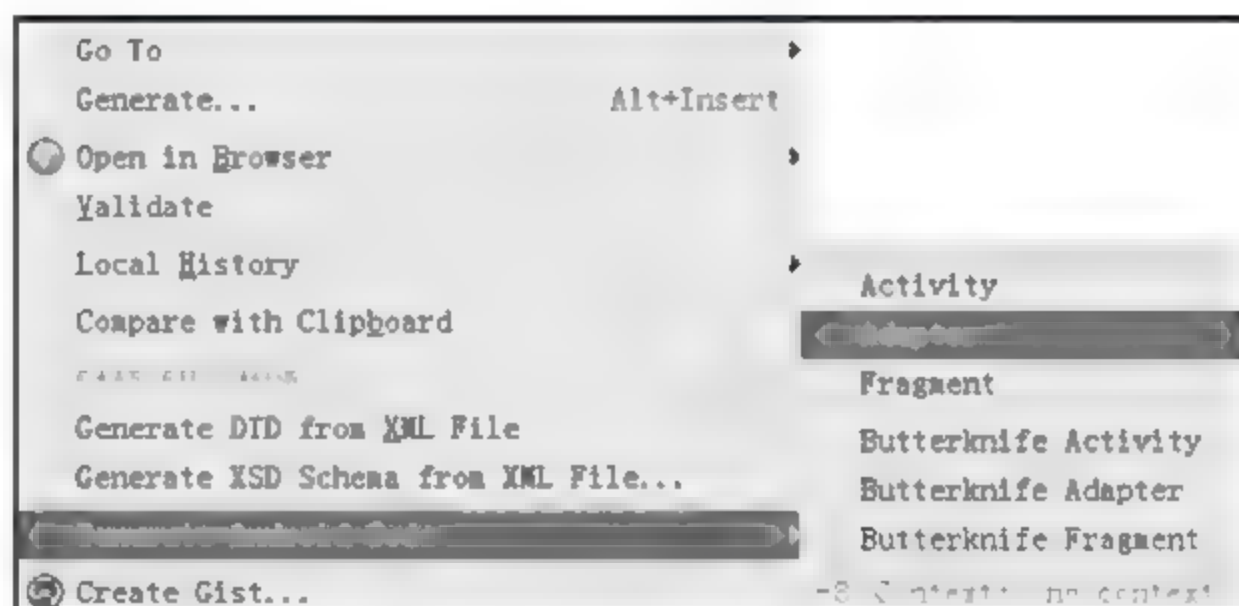 Go To
Generate... Alt+Insert
Open in Browser
Validate
Local History
Compare with Clipboard
Generate DTD from XML File
Generate XSD Schema from XML File...
Create Gist...
Activity
Fragment
Butterknife Activity
Butterknife Adapter
Butterknife Fragment
context